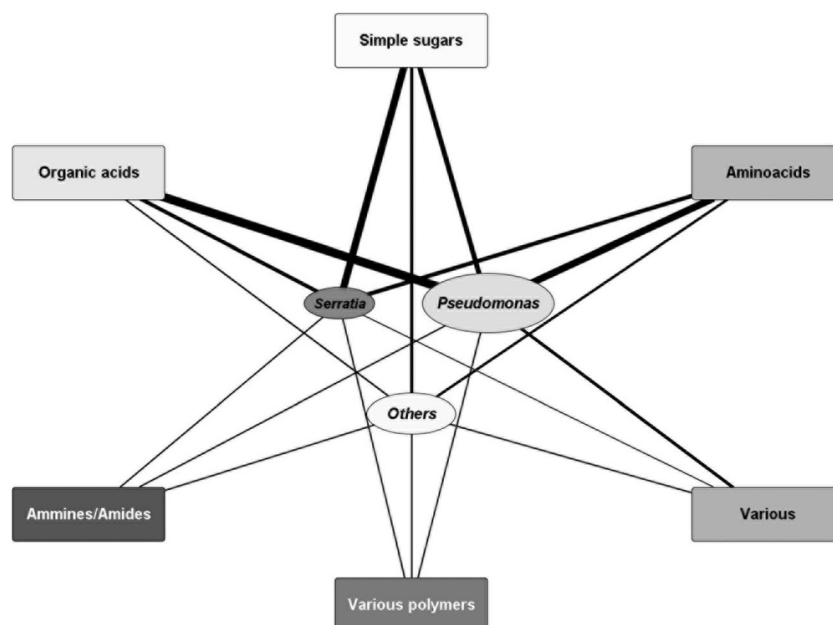 Simple sugars
Organic acids
Aminoacids
Serratia
Pseudomonas
Others
Ammines/Amides
Various
Various polymers